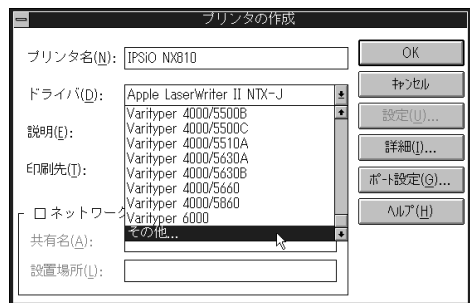 プリンタの作成
プリンタ名(N): IPSiO NX810
ドライバ(D): Apple LaserWriter II NTX-J
Varityper 4000/5500B
Varityper 4000/5500C
説明(E): Varityper 4000/5510A
Varityper 4000/5630A
印刷先(T): Varityper 4000/5630B
Varityper 4000/5660
Varityper 4000/5860
ネットワーク Varityper 6000
その他...
共有名(A):
設置場所(L):
OK
キャンセル
設定(U)...
詳細(I)...
ポート設定(G)...
ヘルプ(H)